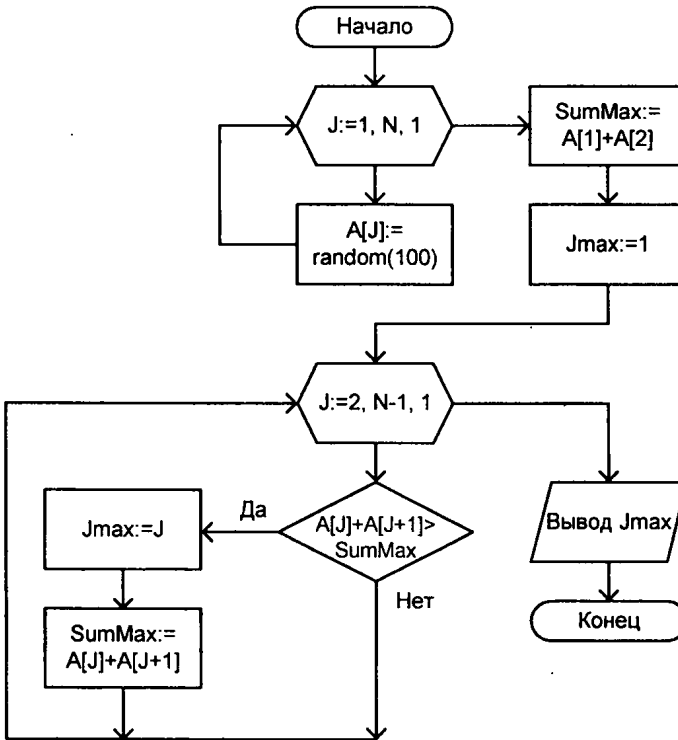 Начало
J:=1, N, 1
SumMax:=
A[1]+A[2]
A[J]:=
random(100)
Jmax:=1
J:=2, N-1, 1
Да
A[J]+A[J+1]>
SumMax
Jmax:=J
Вывод Jmax
Нет
SumMax:=
A[J]+A[J+1]
Конец